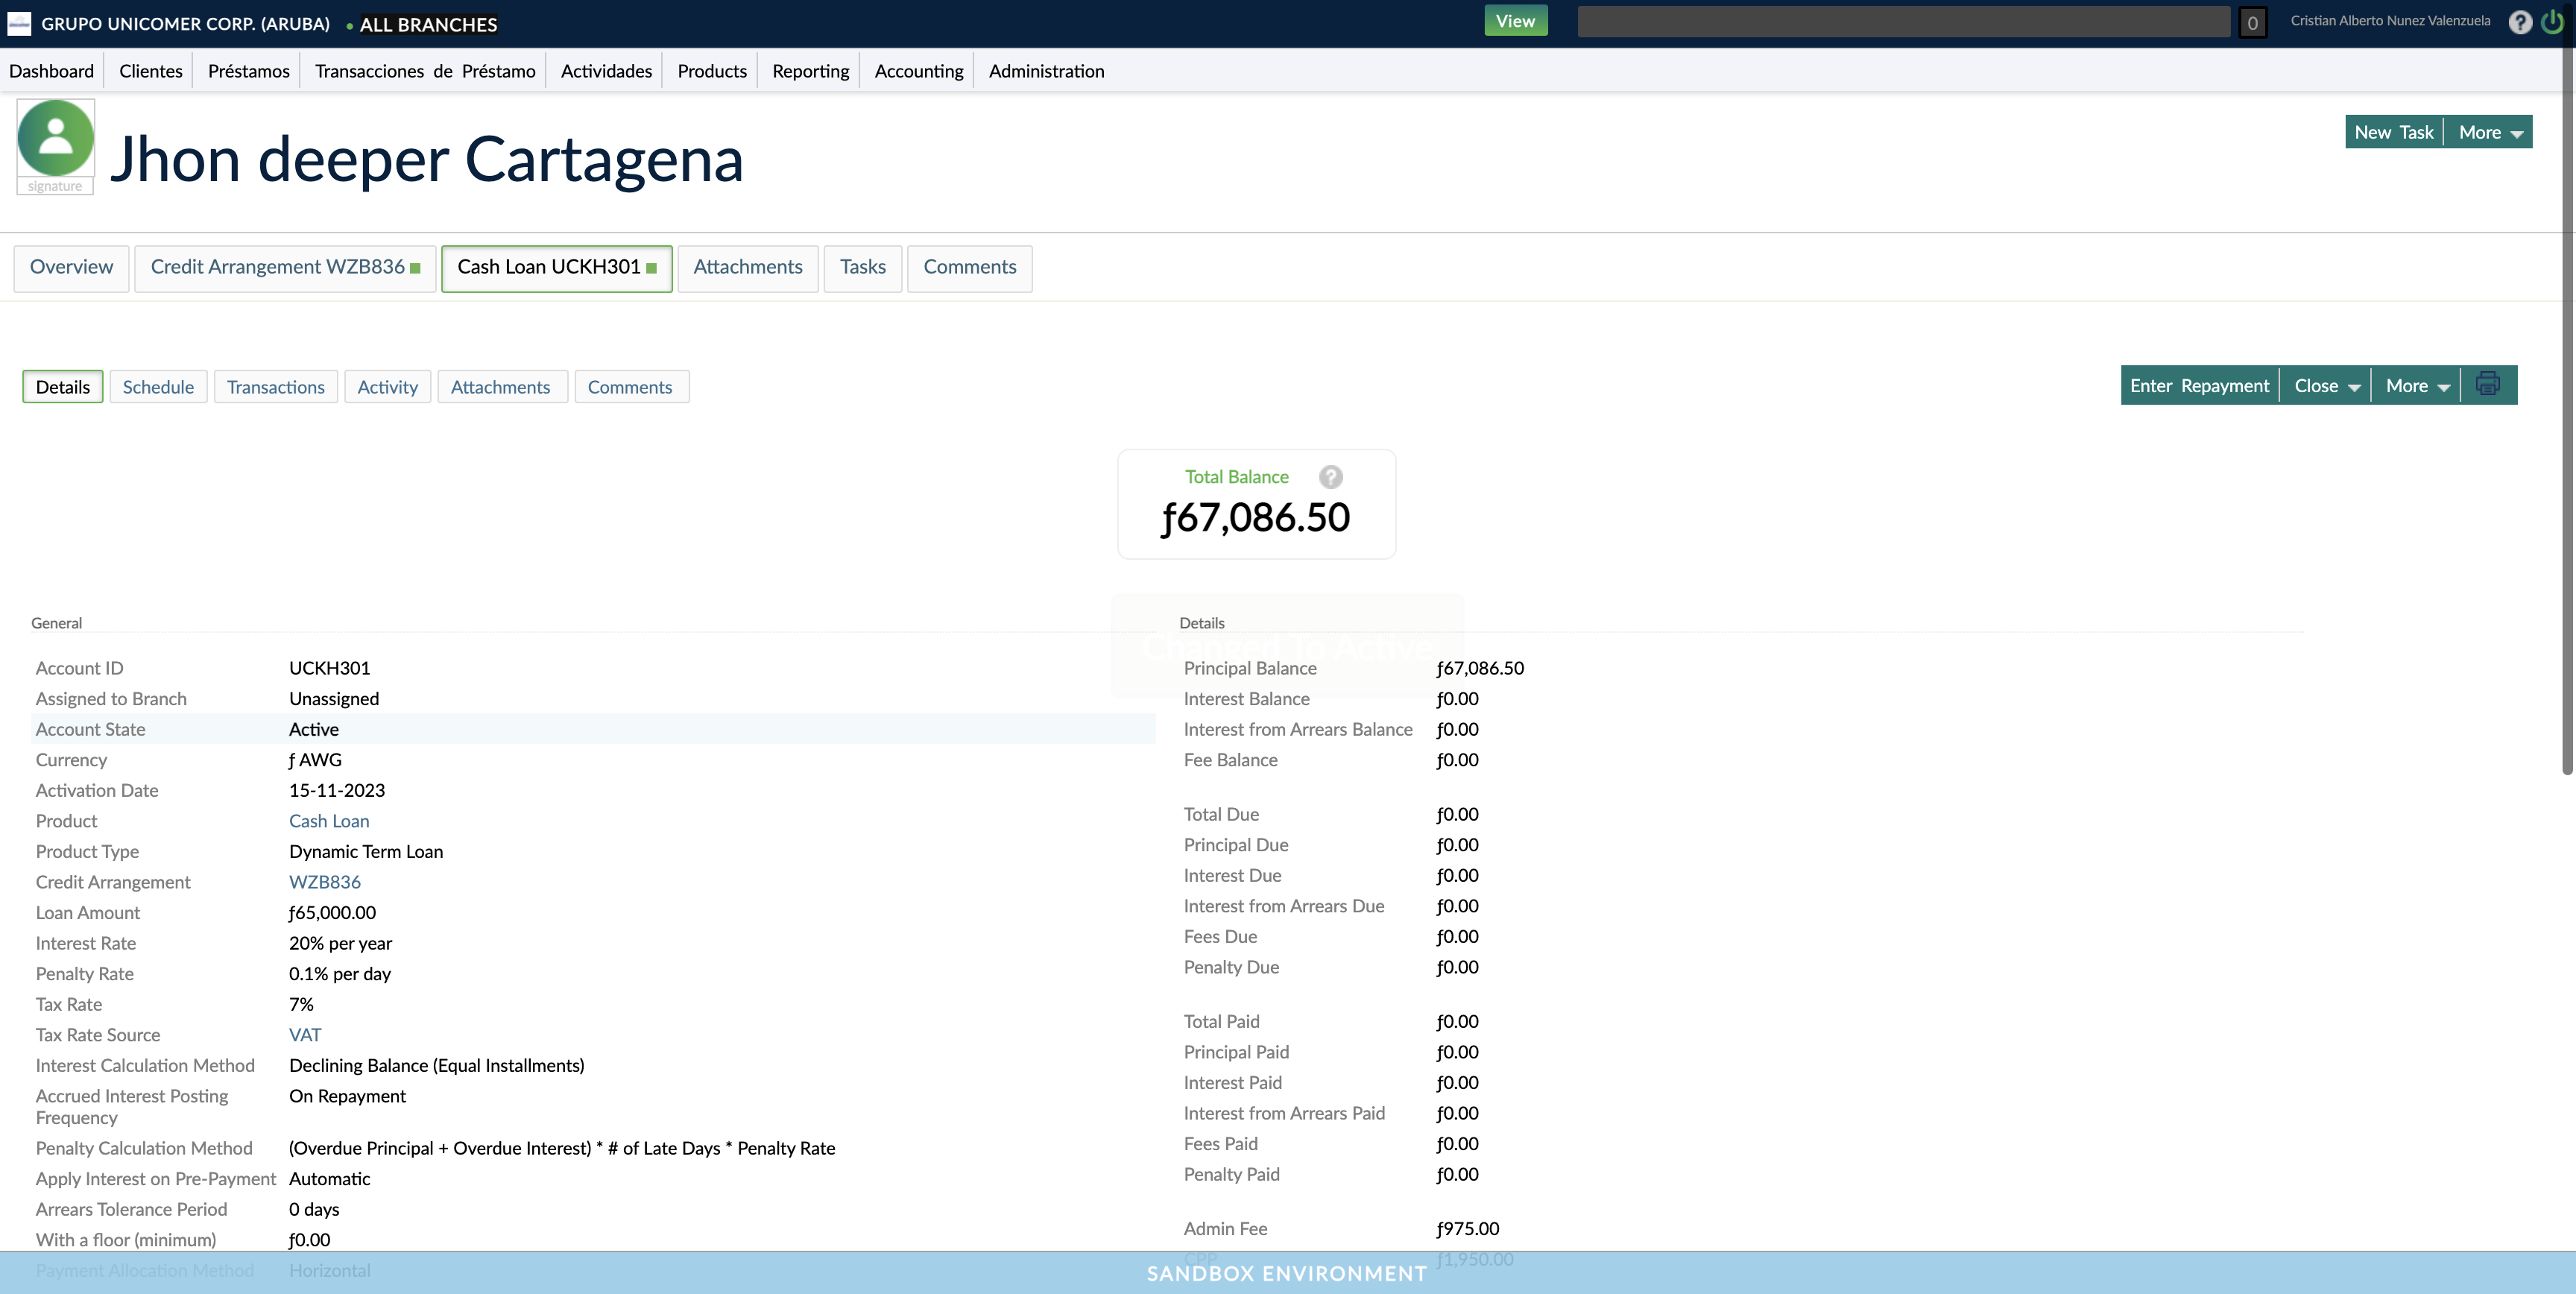 GRUPO UNICOMER CORP. (ARUBA) • ALL BRANCHES
View
0
Cristian Alberto Nunez Valenzuela
?
Dashboard
Clientes
Préstamos
Transacciones de Préstamo
Actividades
Products
Reporting
Accounting
Administration
signature
Jhon deeper Cartagena
New Task
More
Overview
Credit Arrangement WZB836
Cash Loan UCKH301
Attachments
Tasks
Comments
Details
Schedule
Transactions
Activity
Attachments
Comments
Enter Repayment
Close
More
Total Balance ?
ƒ67,086.50
Changed To Active
General
Account ID UCKH301
Assigned to Branch Unassigned
Account State Active
Currency ƒ AWG
Activation Date 15-11-2023
Product Cash Loan
Product Type Dynamic Term Loan
Credit Arrangement WZB836
Loan Amount ƒ65,000.00
Interest Rate 20% per year
Penalty Rate 0.1% per day
Tax Rate 7%
Tax Rate Source VAT
Interest Calculation Method Declining Balance (Equal Installments)
Accrued Interest Posting Frequency On Repayment
Penalty Calculation Method (Overdue Principal + Overdue Interest) * # of Late Days * Penalty Rate
Apply Interest on Pre-Payment Automatic
Arrears Tolerance Period 0 days
With a floor (minimum) ƒ0.00
Payment Allocation Method Horizontal
Details
Principal Balance ƒ67,086.50
Interest Balance ƒ0.00
Interest from Arrears Balance ƒ0.00
Fee Balance ƒ0.00
Total Due ƒ0.00
Principal Due ƒ0.00
Interest Due ƒ0.00
Interest from Arrears Due ƒ0.00
Fees Due ƒ0.00
Penalty Due ƒ0.00
Total Paid ƒ0.00
Principal Paid ƒ0.00
Interest Paid ƒ0.00
Interest from Arrears Paid ƒ0.00
Fees Paid ƒ0.00
Penalty Paid ƒ0.00
Admin Fee ƒ975.00
CPP ƒ1,950.00
SANDBOX ENVIRONMENT